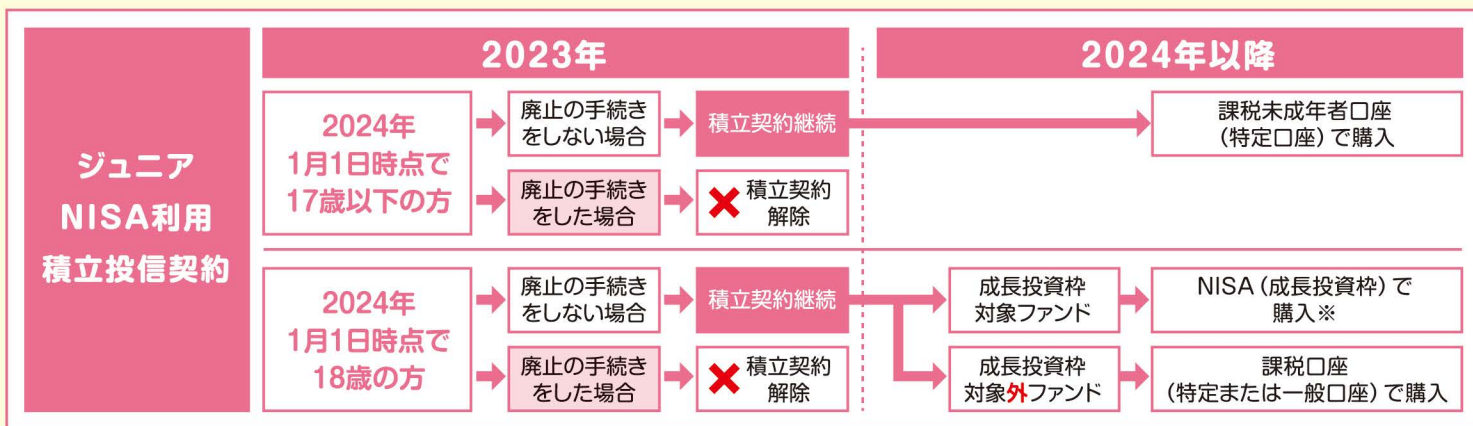 2023年
2024年以降
ジュニア
NISA利用
積立投信契約
2024年
1月1日時点で
17歳以下の方
廃止の手続き
をしない場合
積立契約継続
課税未成年者口座
(特定口座)で購入
廃止の手続き
をした場合
積立契約
解除
2024年
1月1日時点で
18歳の方
廃止の手続き
をしない場合
積立契約継続
成長投資枠
対象ファンド
NISA(成長投資枠)で
購入※
廃止の手続き
をした場合
積立契約
解除
成長投資枠
対象外ファンド
課税口座
(特定または一般口座)で購入